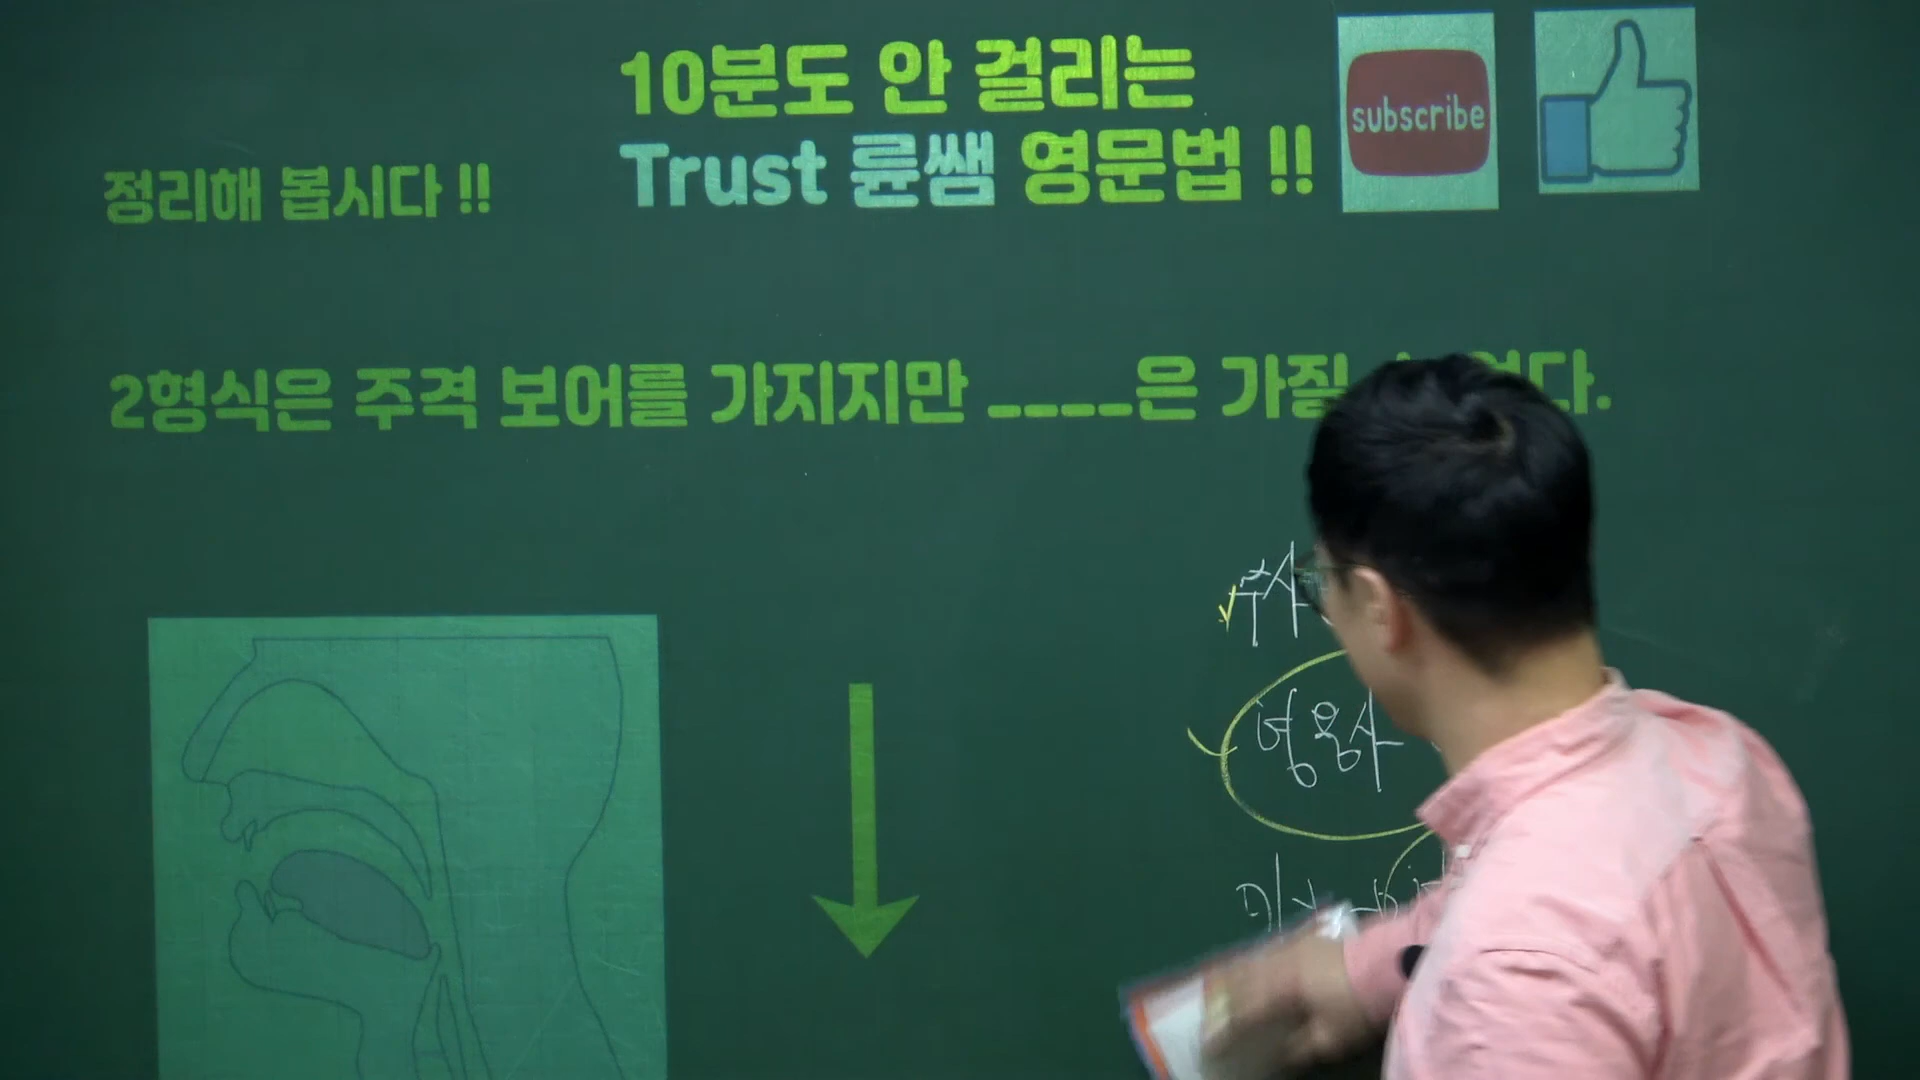 10분도 안 걸리는
Trust 륜쌤 영문법 !!
subscribe
정리해 봅시다 !!
2형식은 주격 보어를 가지지만 ____은 가질
다.
형용사